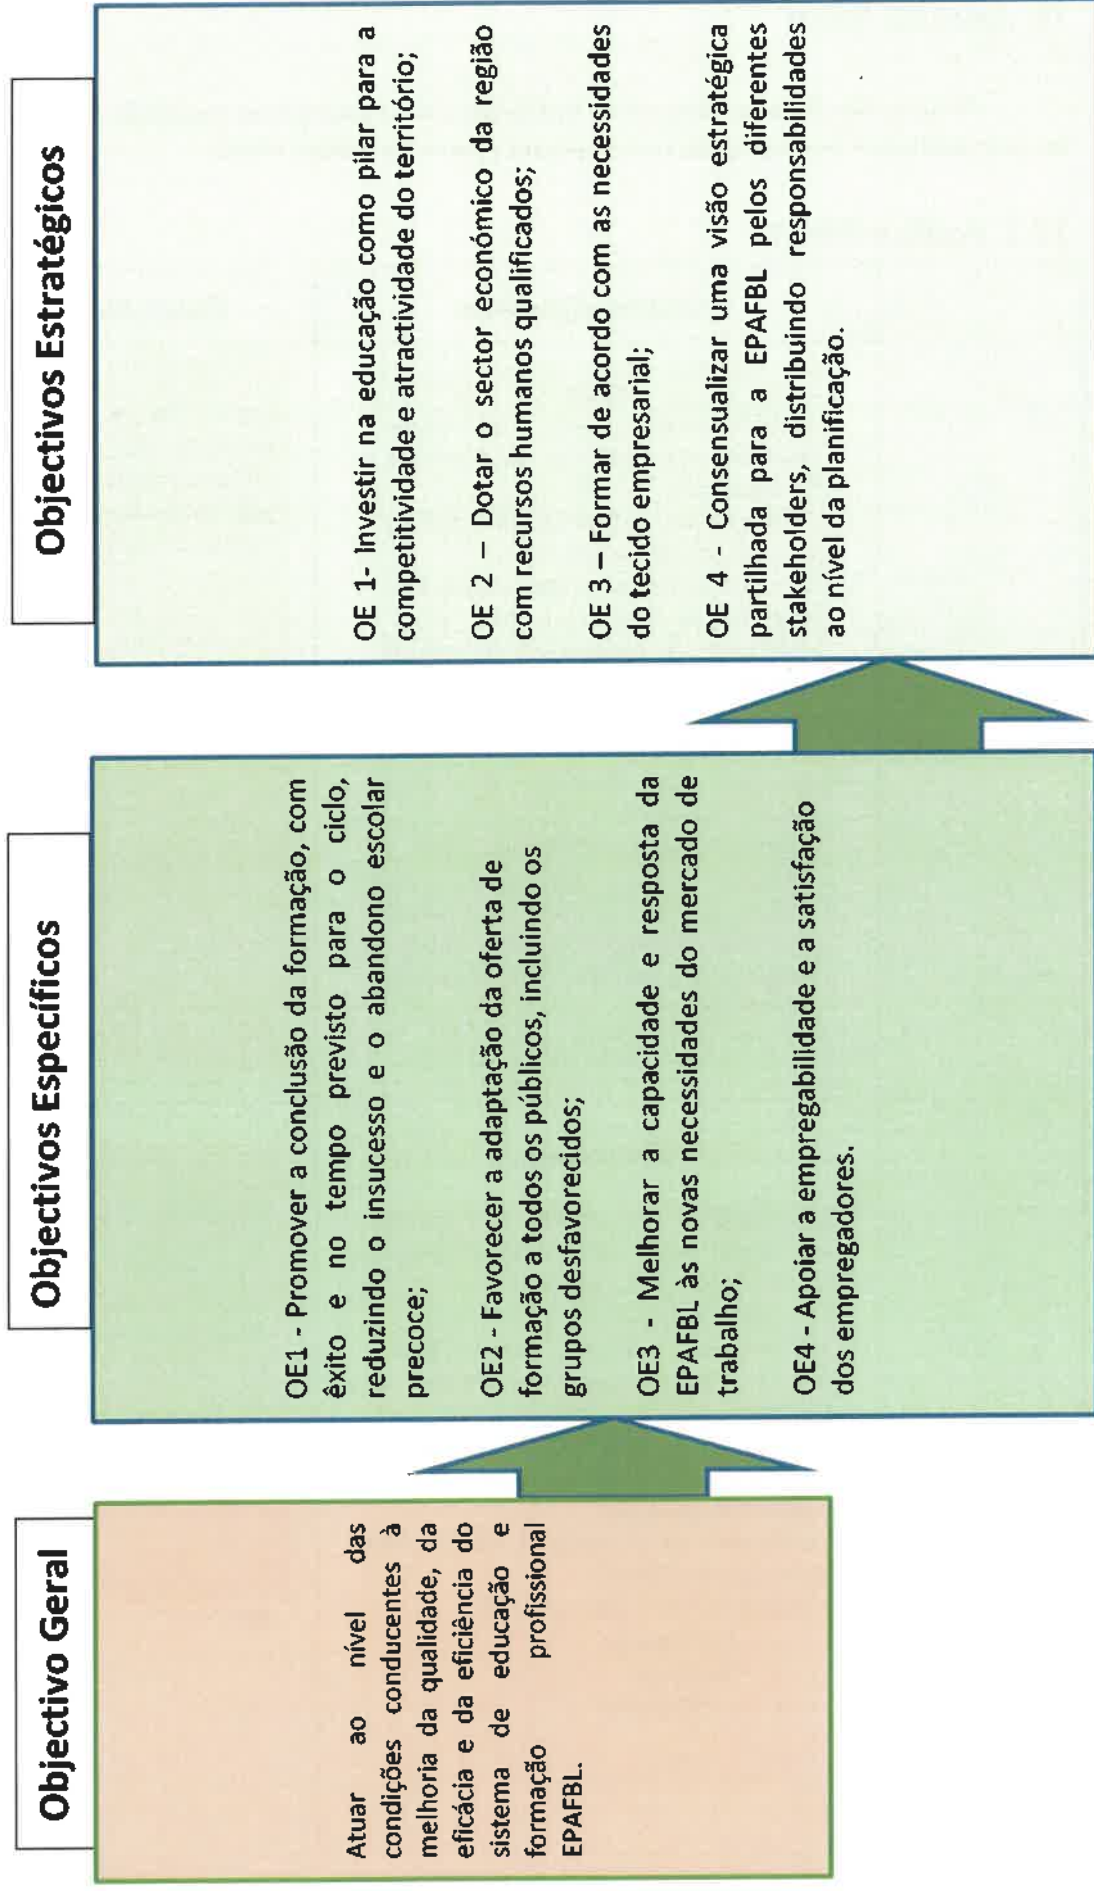 Objectivo Geral
Atuar ao nível das
condições conducentes à
melhoria da qualidade, da
eficácia e da eficiência do
sistema de educação e
formação profissional
EPAFBL.
Objectivos Específicos
OE1 - Promover a conclusão da formação, com
êxito e no tempo previsto para o ciclo,
reduzindo o insucesso e o abandono escolar
precoce;
OE2 - Favorecer a adaptação da oferta de
formação a todos os públicos, incluindo os
grupos desfavorecidos;
OE3 - Melhorar a capacidade e resposta da
EPAFBL às novas necessidades do mercado de
trabalho;
OE4 - Apoiar a empregabilidade e a satisfação
dos empregadores.
Objectivos Estratégicos
OE 1- Investir na educação como pilar para a
competitividade e atractividade do território;
OE 2 – Dotar o sector económico da região
com recursos humanos qualificados;
OE 3 – Formar de acordo com as necessidades
do tecido empresarial;
OE 4 - Consensualizar uma visão estratégica
partilhada para a EPAFBL pelos diferentes
stakeholders, distribuindo responsabilidades
ao nível da planificação.